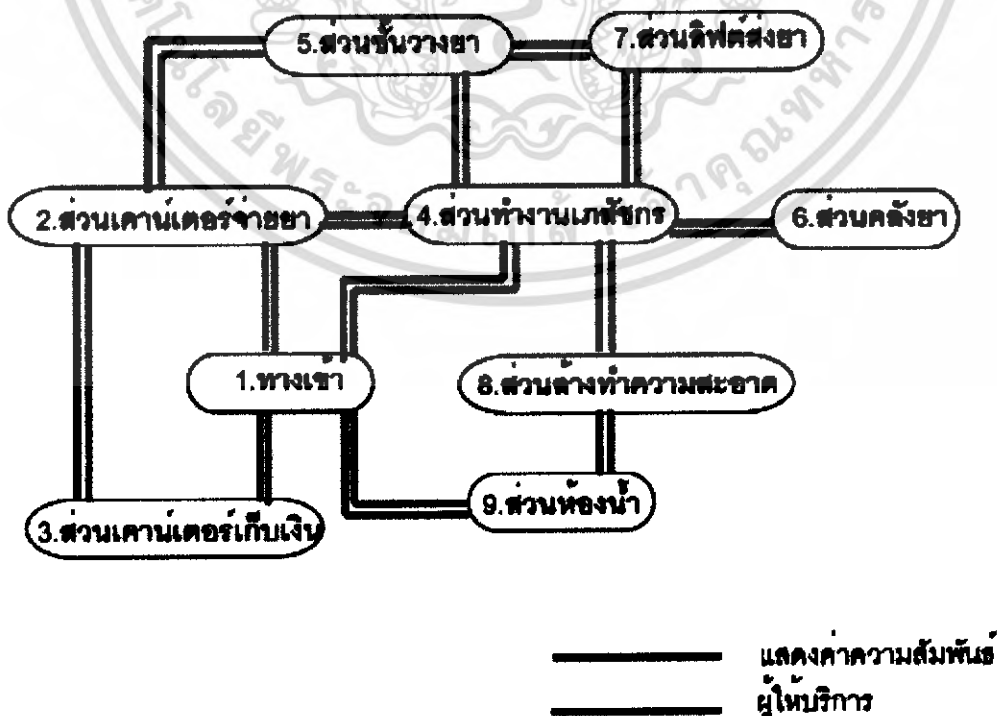 5.ส่วนชั้นวางยา
7.ส่วนลิฟต์ส่งยา
2.ส่วนเคาน์เตอร์จ่ายยา
4.ส่วนทำงานเภสัชกร
6.ส่วนคลังยา
1.ทางเข้า
8.ส่วนล้างทำความสะอาด
9.ส่วนห้องน้ำ
3.ส่วนเคาน์เตอร์เก็บเงิน
แสดงค่าความสัมพันธ์
ผู้ให้บริการ